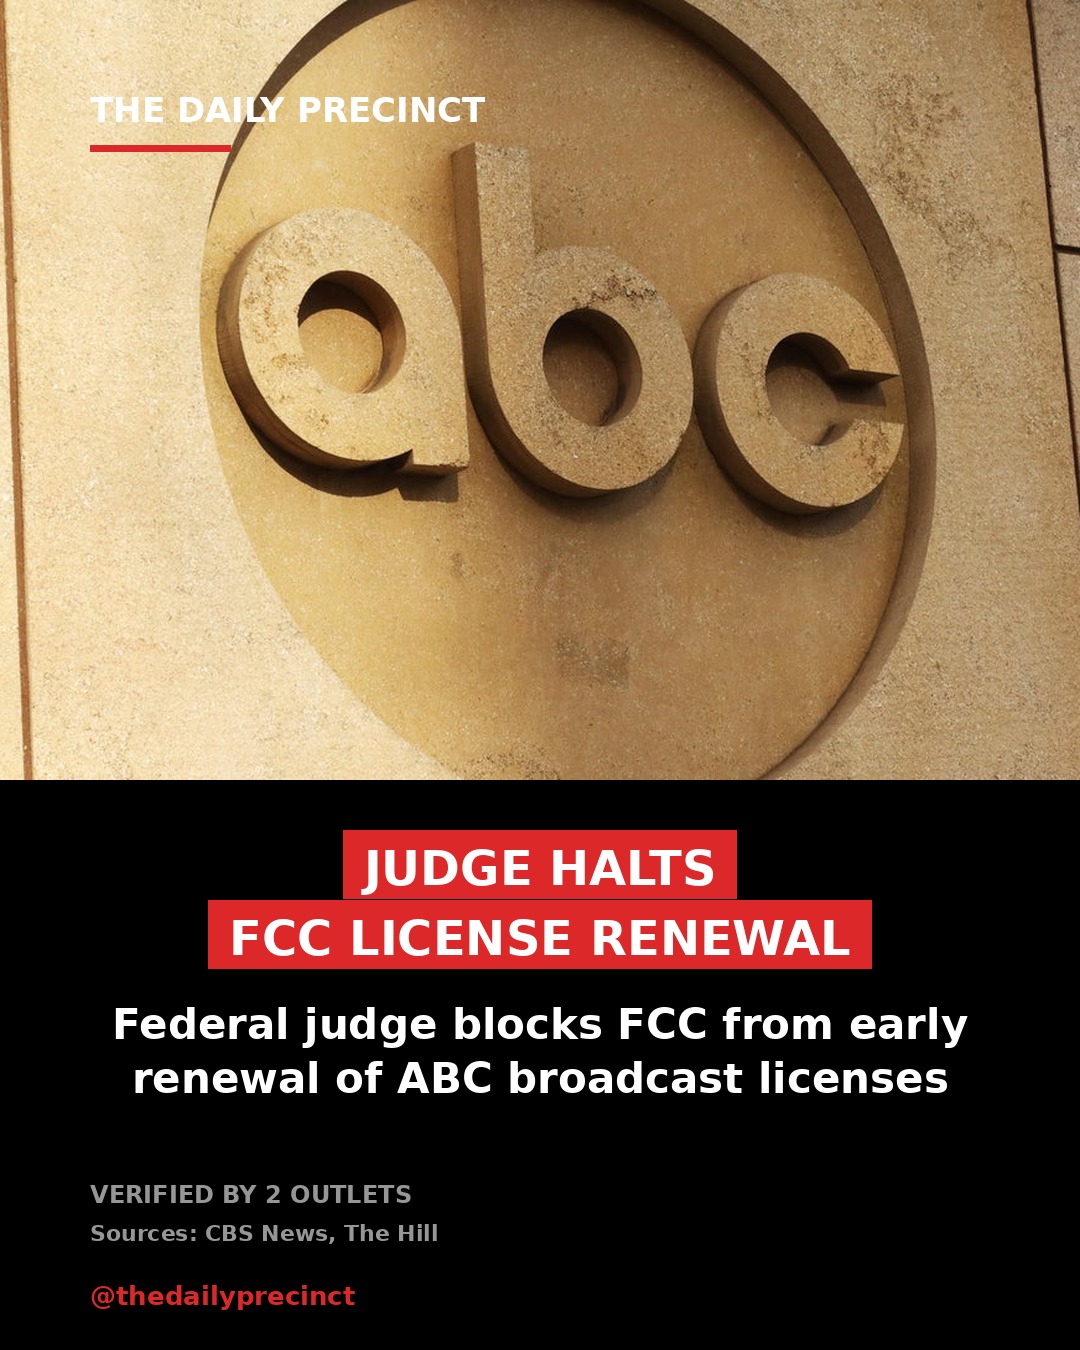 THE DAILY PRECINCT
abc
JUDGE HALTS
FCC LICENSE RENEWAL
Federal judge blocks FCC from early
renewal of ABC broadcast licenses
VERIFIED BY 2 OUTLETS
Sources: CBS News, The Hill
@thedailyprecinct